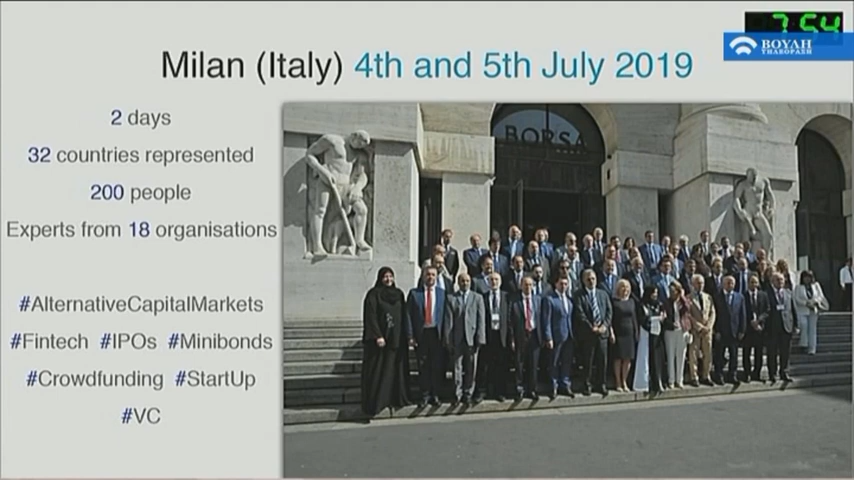 7:54
ΒΟΥΛΗ
ΤΗΛΕΟΡΑΣΗ
Milan (Italy) 4th and 5th July 2019
2 days
32 countries represented
200 people
Experts from 18 organisations
#AlternativeCapitalMarkets
#Fintech #IPOs #Minibonds
#Crowdfunding #StartUp
#VC
BORSA